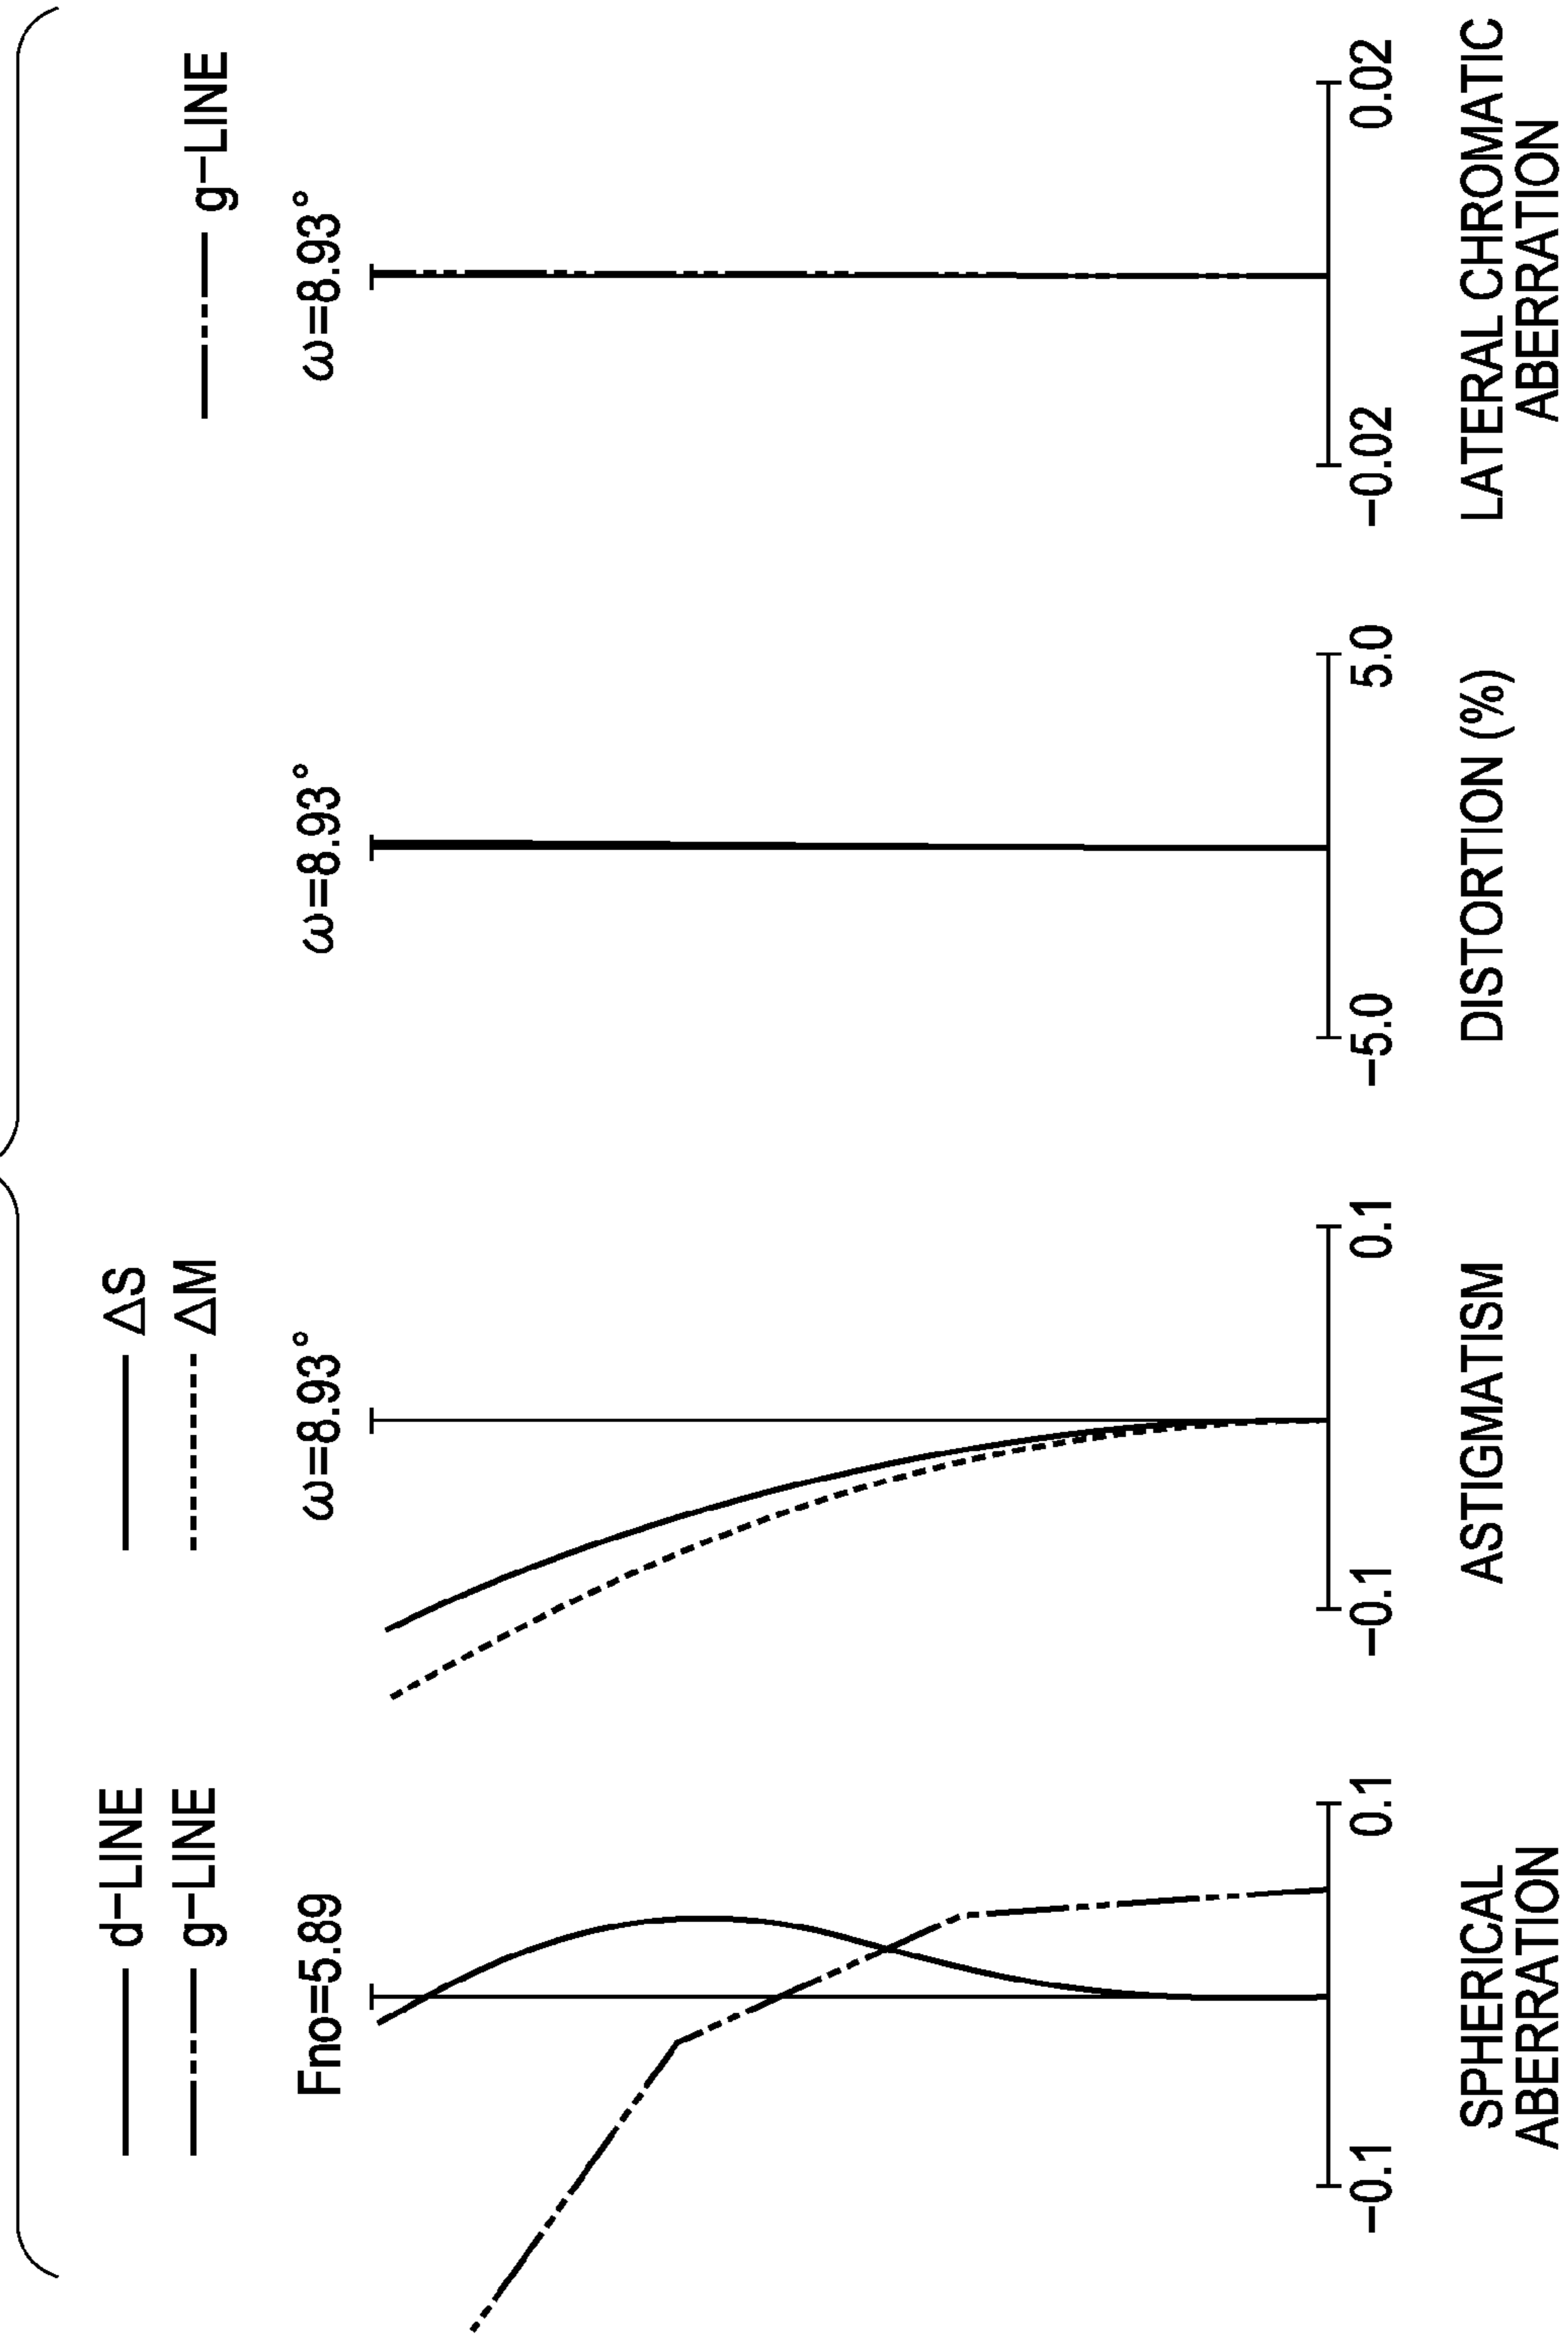 d-LINE
g-LINE
Fno=5.89
-0.1
0.1
SPHERICAL
ABERRATION
ΔS
ΔM
ω=8.93°
-0.1
0.1
ASTIGMATISM
ω=8.93°
-5.0
5.0
DISTORTION (%)
g-LINE
ω=8.93°
-0.02
0.02
LATERAL CHROMATIC
ABERRATION